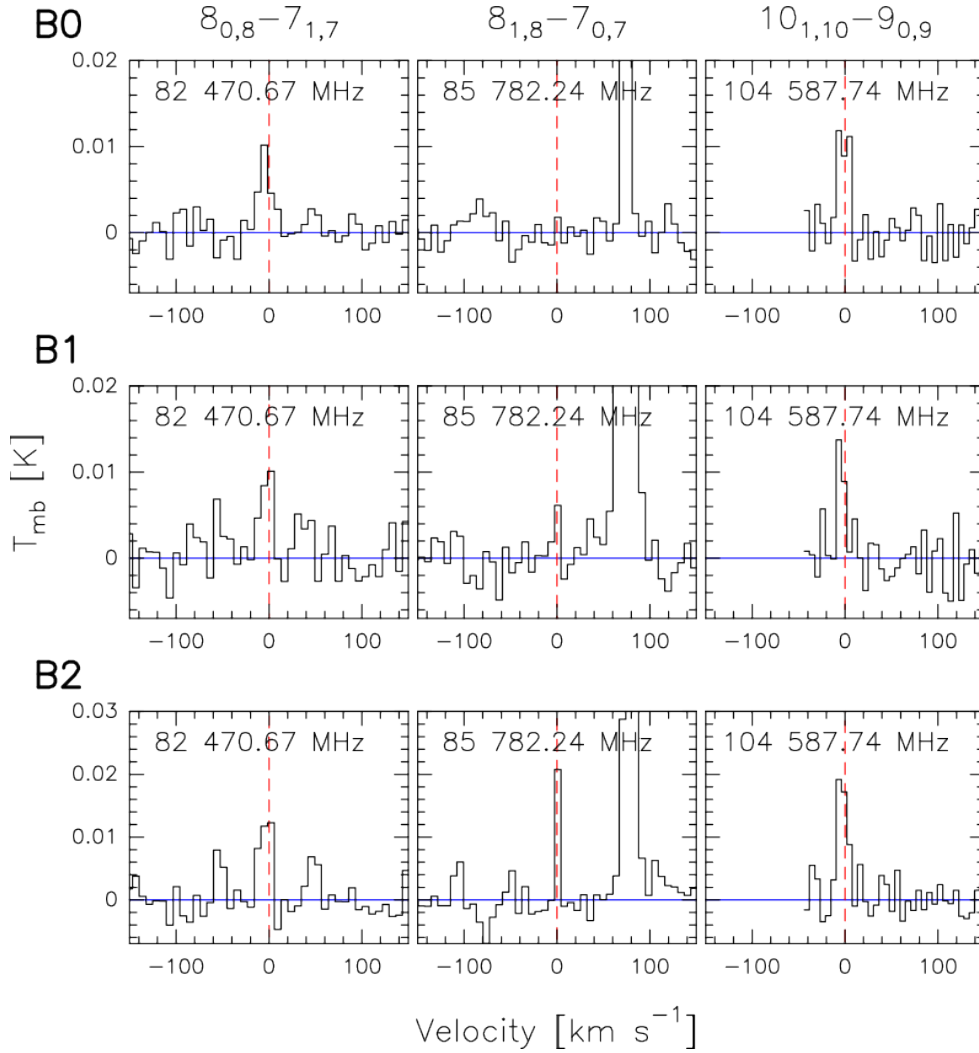 B0
8_{0,8}−7_{1,7} 8_{1,8}−7_{0,7} 10_{1,10}−9_{0,9}
82 470.67 MHz 85 782.24 MHz 104 587.74 MHz
0.02
0.01
0
−100 0 100 −100 0 100 −100 0 100
B1
82 470.67 MHz 85 782.24 MHz 104 587.74 MHz
0.02
0.01
0
T_{mb} [K]
−100 0 100 −100 0 100 −100 0 100
B2
82 470.67 MHz 85 782.24 MHz 104 587.74 MHz
0.03
0.02
0.01
0
−100 0 100 −100 0 100 −100 0 100
Velocity [km s^{−1}]